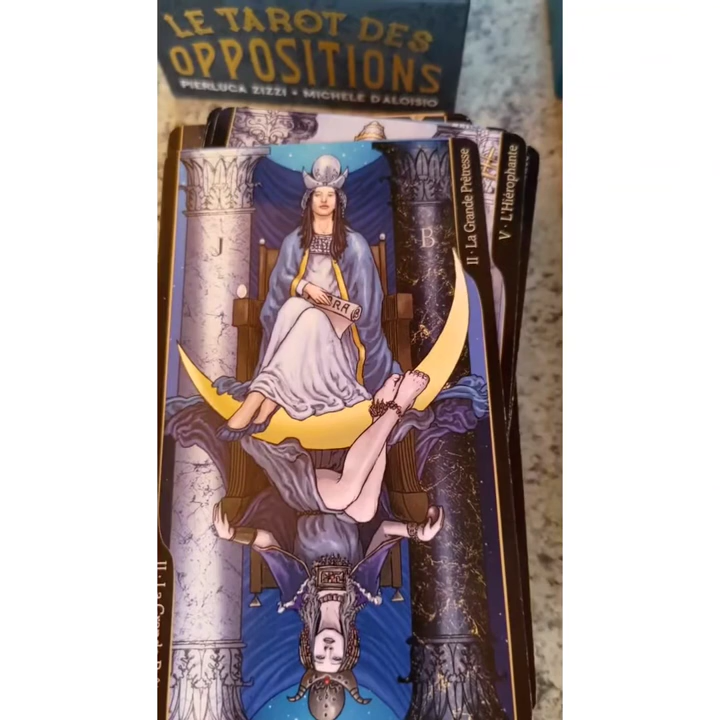 LE TAROT DES
OPPOSITIONS
PIERLUCA ZIZZI • MICHELE D'ALOISIO
II · La Grande Prêtresse
V · L'Hiérophante
J
B